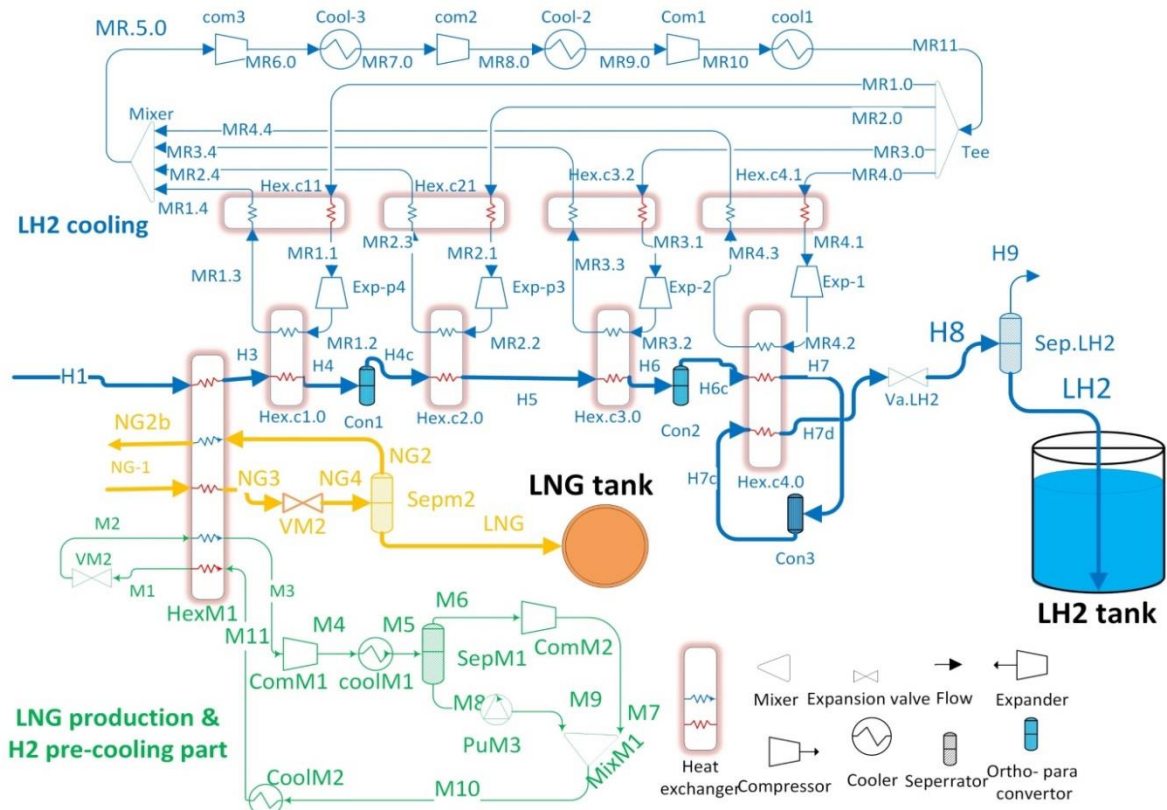 MR.5.0
com3
Cool-3
com2
Cool-2
Com1
cool1
MR11
MR6.0
MR7.0
MR8.0
MR9.0
MR10
MR1.0
MR2.0
Mixer
MR4.4
MR3.4
MR3.0
Tee
MR2.4
MR4.0
MR1.4
Hex.c11
Hex.c21
Hex.c3.2
Hex.c4.1
LH2 cooling
MR1.3
MR1.1
MR2.3
MR2.1
MR3.3
MR3.1
MR4.3
MR4.1
Exp-p4
Exp-p3
Exp-2
Exp-1
H9
MR1.2
MR2.2
MR3.2
MR4.2
H8
Sep.LH2
H1
H3
H4
H4c
H5
H6
H6c
H7
Va.LH2
LH2
Hex.c1.0
Con1
Hex.c2.0
Hex.c3.0
Con2
H7d
H7c
Hex.c4.0
NG2b
NG2
NG-1
NG3
NG4
VM2
Sepm2
LNG
LNG tank
Con3
M2
VM2
M1
M3
HexM1
LH2 tank
M11
M4
M5
M6
ComM1
coolM1
SepM1
ComM2
M8
M9
M7
PuM3
MixM1
LNG production &
H2 pre-cooling part
CoolM2
M10
Mixer
Expansion valve
Flow
Expander
Heat
exchanger
Compressor
Cooler
Seperrator
Ortho- para
convertor